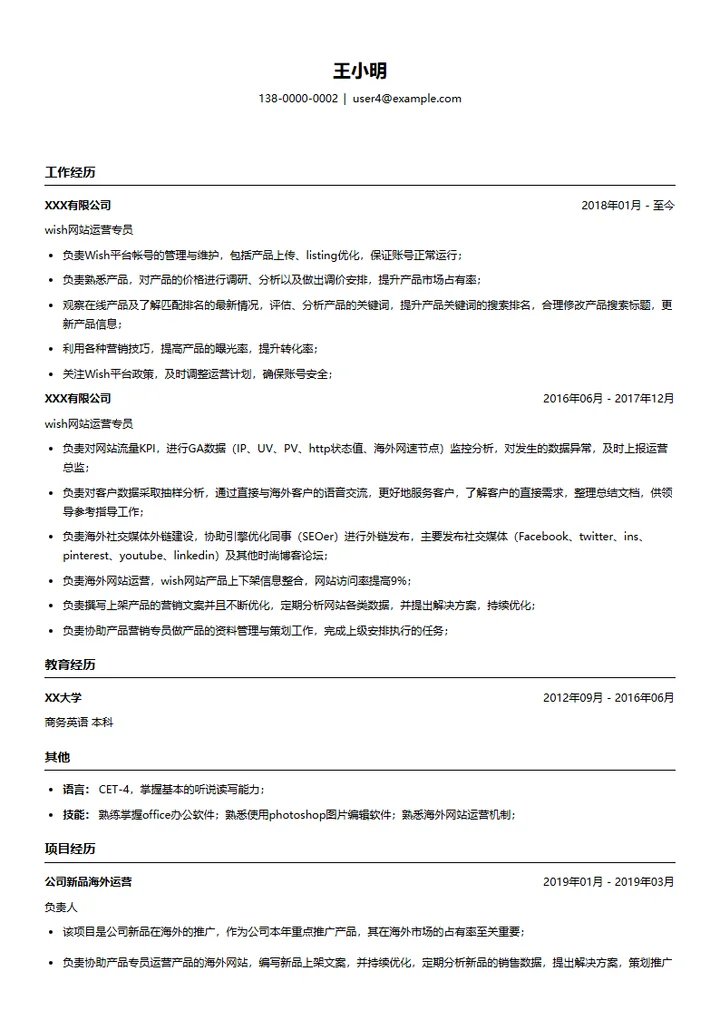 王小明
138-0000-0002 | user4@example.com
工作经历
XXX有限公司 2018年01月 - 至今
wish网站运营专员
• 负责Wish平台帐号的管理与维护，包括产品上传、listing优化，保证账号正常运行；
• 负责熟悉产品，对产品的价格进行调研、分析以及做出调价安排，提升产品市场占有率；
• 观察在线产品及了解匹配排名的最新情况，评估、分析产品的关键词，提升产品关键词的搜索排名，合理修改产品搜索标题，更
新产品信息；
• 利用各种营销技巧，提高产品的曝光率，提升转化率；
• 关注Wish平台政策，及时调整运营计划，确保账号安全；
XXX有限公司 2016年06月 - 2017年12月
wish网站运营专员
• 负责对网站流量KPI，进行GA数据（IP、UV、PV、http状态值、海外网速节点）监控分析，对发生的数据异常，及时上报运营
总监；
• 负责对客户数据采取抽样分析，通过直接与海外客户的语音交流，更好地服务客户，了解客户的直接需求，整理总结文档，供领
导参考指导工作；
• 负责海外社交媒体外链建设，协助引擎优化同事（SEOer）进行外链发布，主要发布社交媒体（Facebook、twitter、ins、
pinterest、youtube、linkedin）及其他时尚博客论坛；
• 负责海外网站运营，wish网站产品上下架信息整合，网站访问率提高9%；
• 负责撰写上架产品的营销文案并且不断优化，定期分析网站各类数据，并提出解决方案，持续优化；
• 负责协助产品营销专员做产品的资料管理与策划工作，完成上级安排执行的任务；
教育经历
XX大学 2012年09月 - 2016年06月
商务英语 本科
其他
• 语言： CET-4，掌握基本的听说读写能力；
• 技能： 熟练掌握office办公软件；熟悉使用photoshop图片编辑软件；熟悉海外网站运营机制；
项目经历
公司新品海外运营 2019年01月 - 2019年03月
负责人
• 该项目是公司新品在海外的推广，作为公司本年重点推广产品，其在海外市场的占有率至关重要；
• 负责协助产品专员运营产品的海外网站，编写新品上架文案，并持续优化，定期分析新品的销售数据，提出解决方案，策划推广